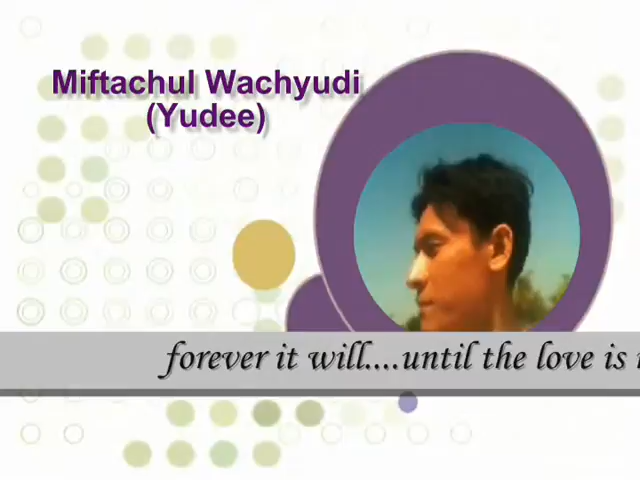 Miftachul Wachyudi
(Yudee)
forever it will....until the love is